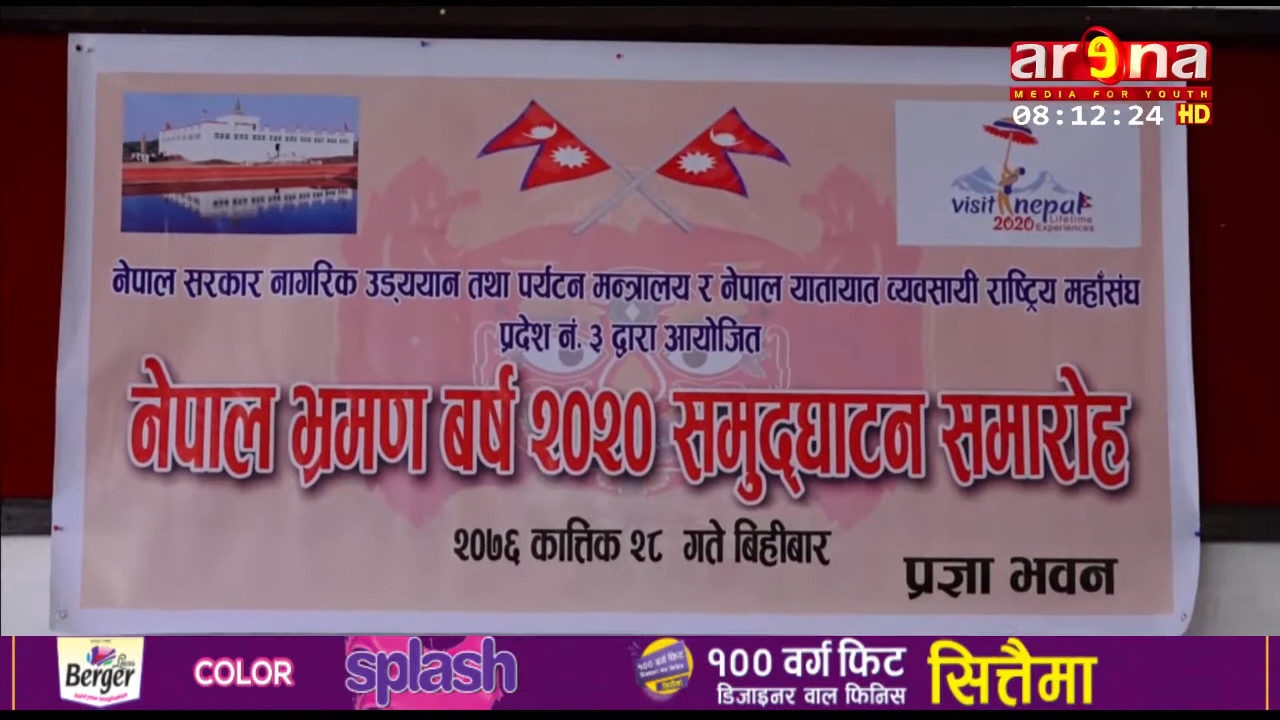 arena
MEDIA FOR YOUTH
08:12:24 HD
visit nepal
2020 Lifetime Experiences
नेपाल सरकार नागरिक उड्ययान तथा पर्यटन मन्त्रालय र नेपाल यातायात व्यवसायी राष्ट्रिय महाँसंघ
प्रदेश नं. ३ द्वारा आयोजित
नेपाल भ्रमण बर्ष २०२० समुद्घाटन समारोह
२०७६ कात्तिक २८ गते बिहीबार
प्रज्ञा भवन
Berger COLOR splash १०० वर्ग फिट सित्तैमा
डिजाइनर वाल फिनिस